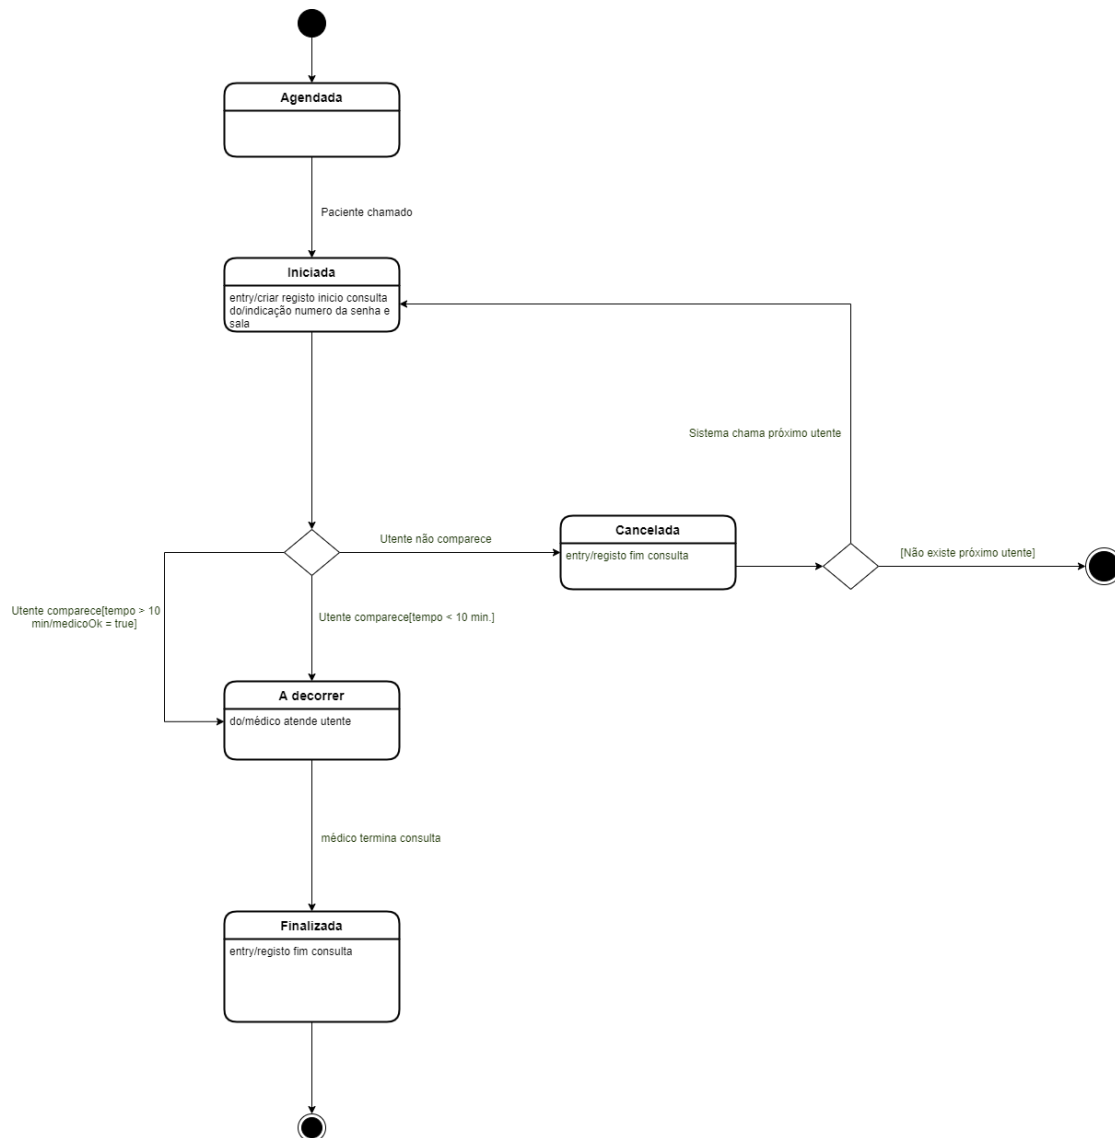 Agendada
Paciente chamado
Iniciada
entry/criar registo inicio consulta
do/indicação numero da senha e
sala
Sistema chama próximo utente
Utente não comparece
Cancelada
entry/registo fim consulta
[Não existe próximo utente]
Utente comparece[tempo > 10
min/medicoOk = true]
Utente comparece[tempo < 10 min.]
A decorrer
do/médico atende utente
médico termina consulta
Finalizada
entry/registo fim consulta